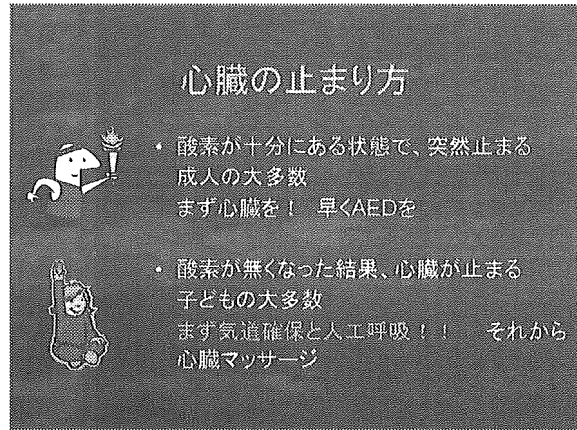 心臓の止まり方
・ 酸素が十分にある状態で、突然止まる
成人の大多数
まず心臓を！ 早くAEDを
・ 酸素が無くなった結果、心臓が止まる
子どもの大多数
まず気道確保と人工呼吸！！ それから
心臓マッサージ